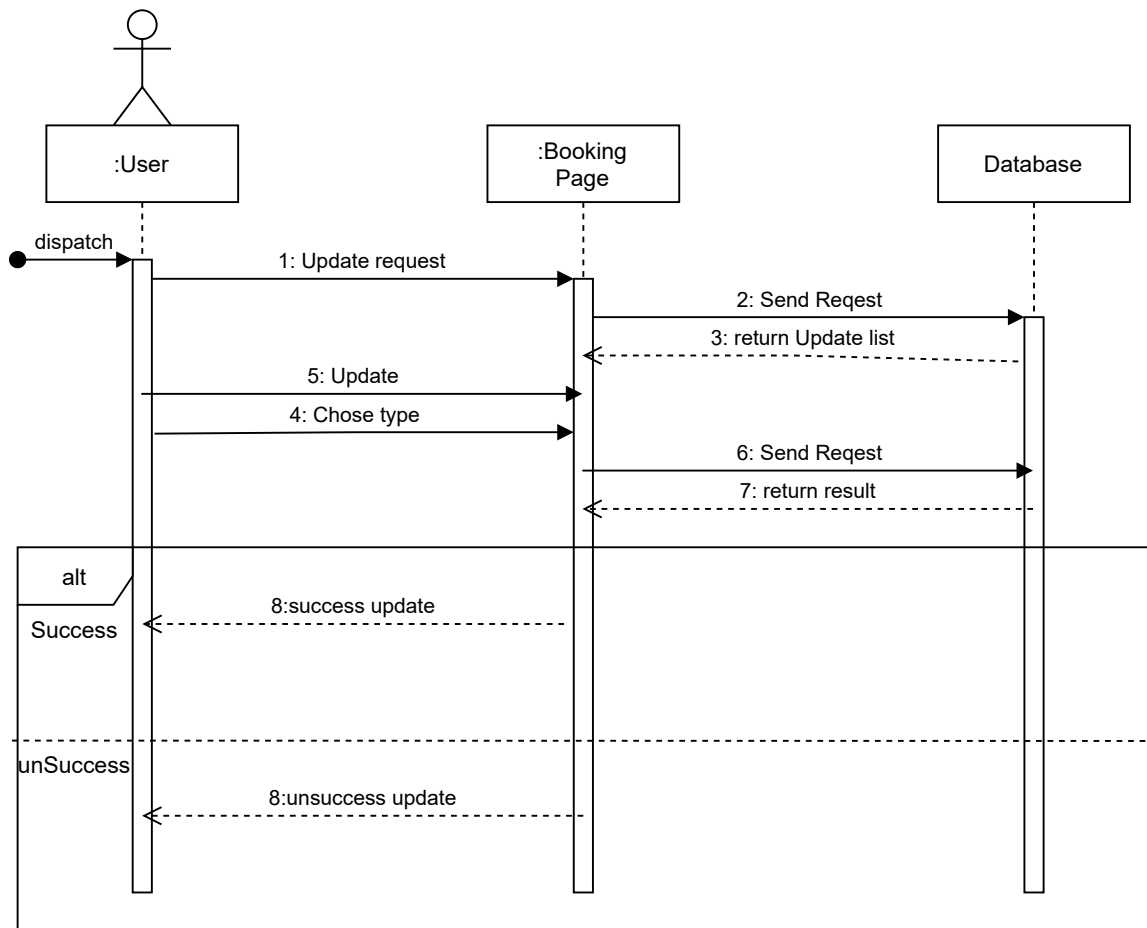 :User
:Booking
Page
Database
dispatch
1: Update request
2: Send Reqest
3: return Update list
5: Update
4: Chose type
6: Send Reqest
7: return result
alt
8:success update
Success
unSuccess
8:unsuccess update